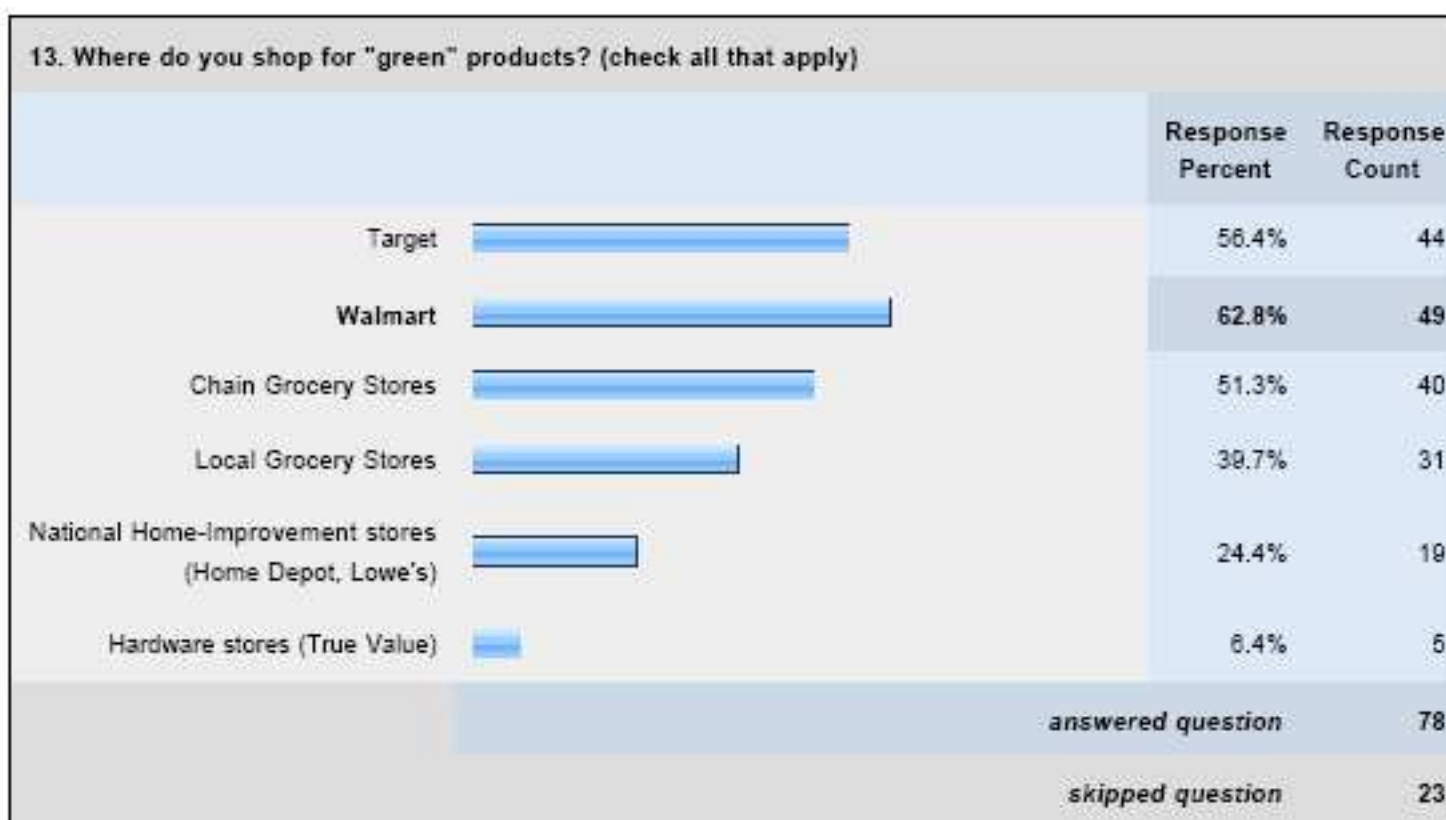 13. Where do you shop for "green" products? (check all that apply)
Response Percent
Response Count
Target 56.4% 44
Walmart 62.8% 49
Chain Grocery Stores 51.3% 40
Local Grocery Stores 39.7% 31
National Home-Improvement stores
(Home Depot, Lowe's) 24.4% 19
Hardware stores (True Value) 6.4% 5
answered question 78
skipped question 23